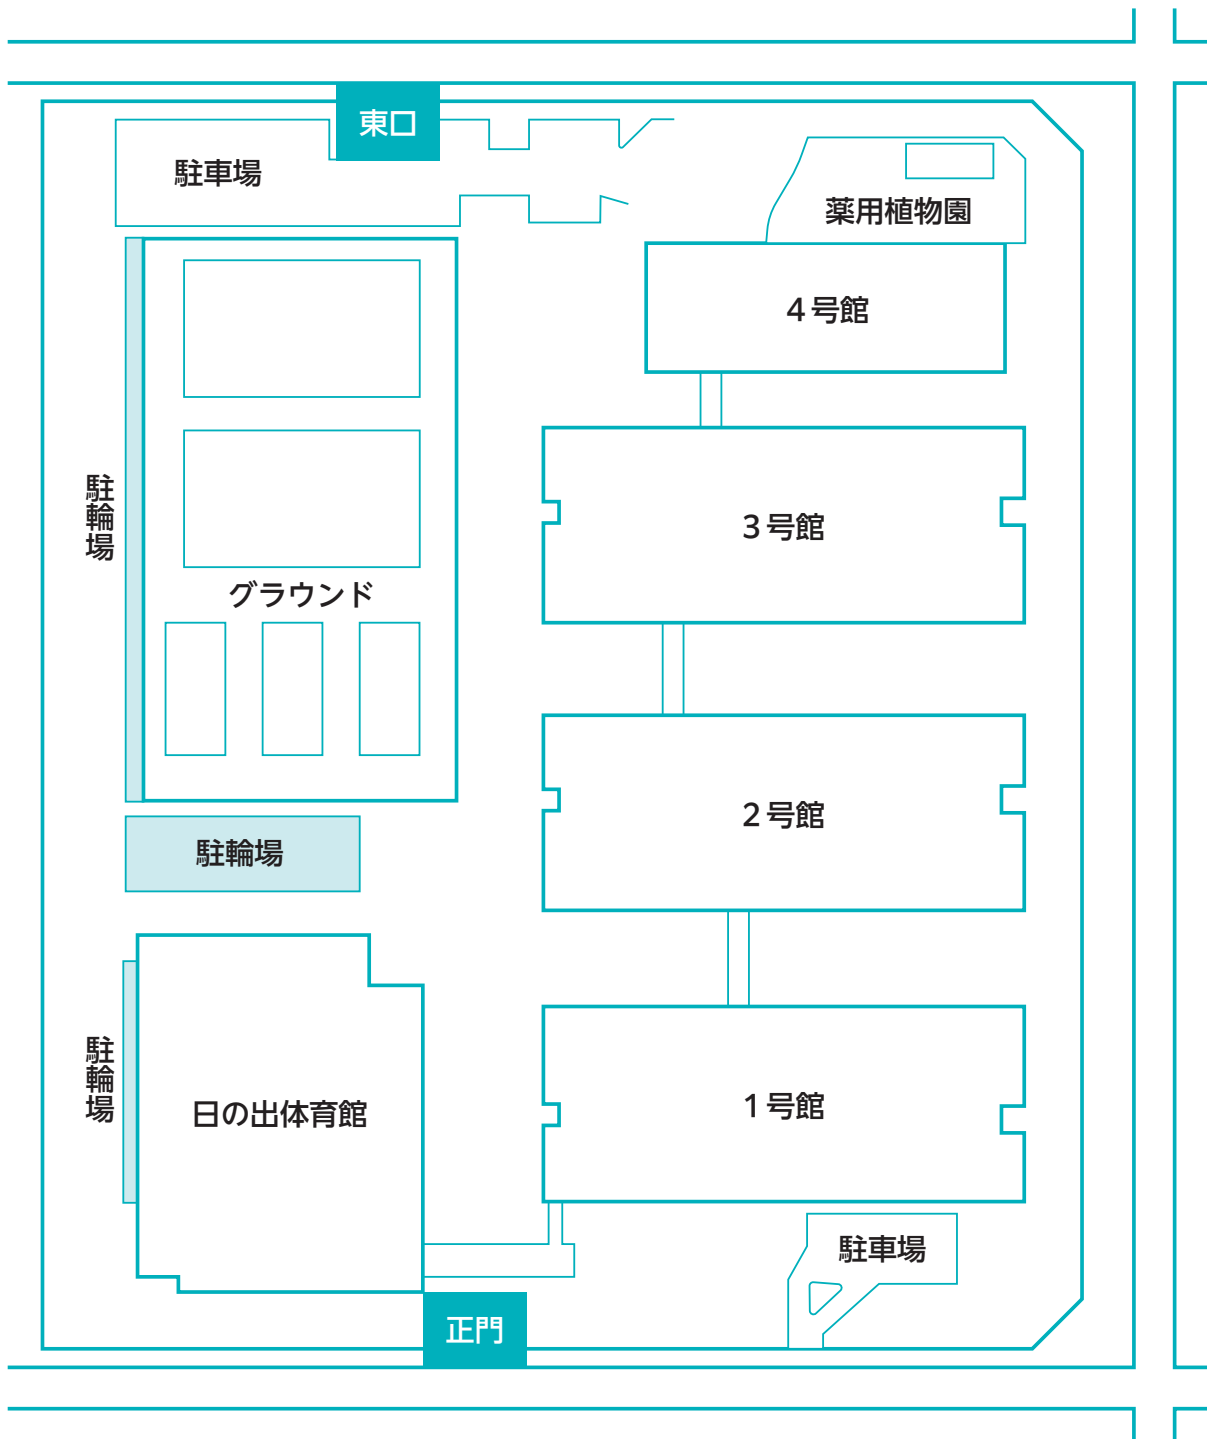 東口
駐車場
薬用植物園
４号館
駐輪場
３号館
グラウンド
２号館
駐輪場
駐輪場
日の出体育館
１号館
駐車場
正門